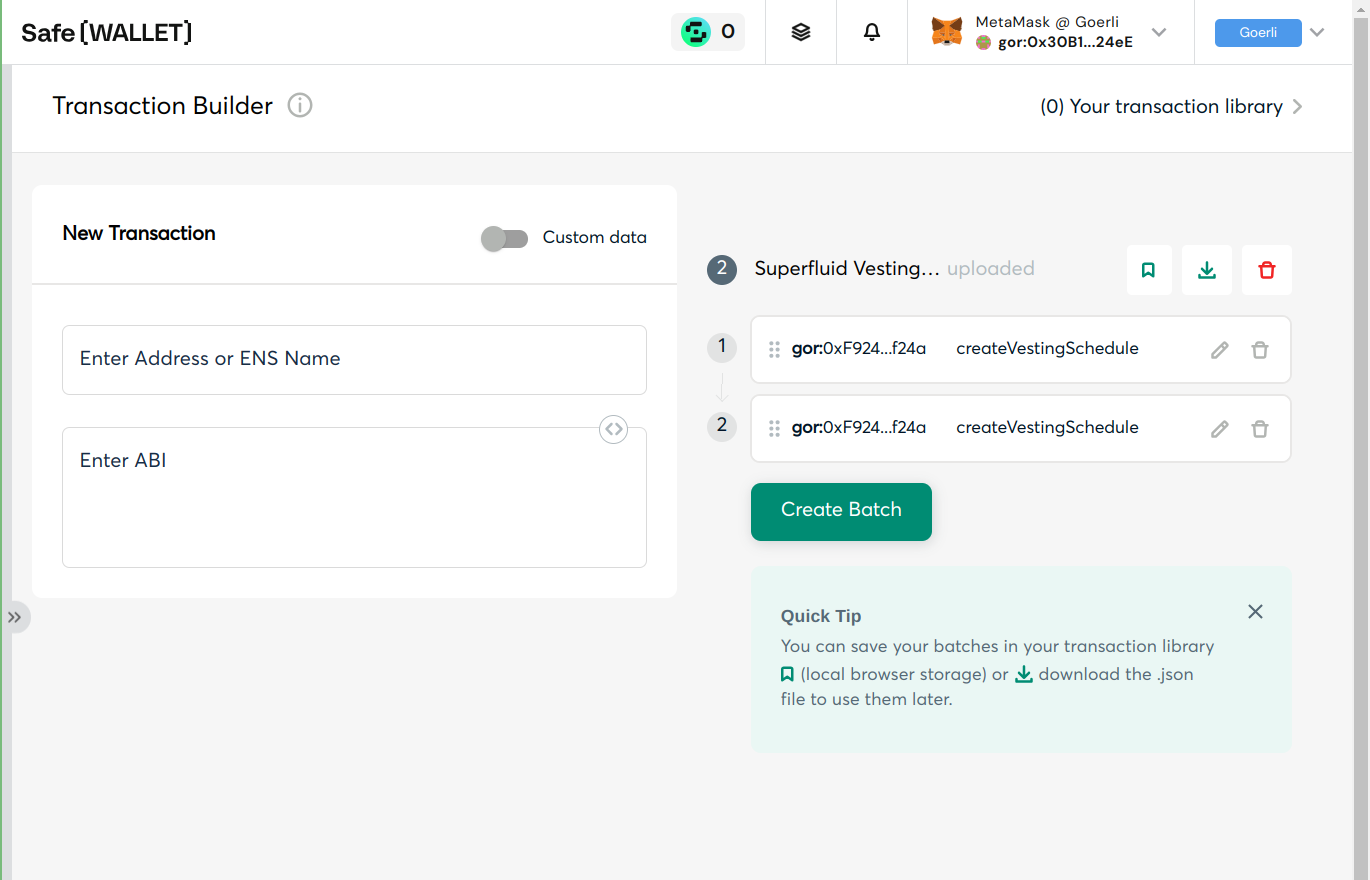 Safe{WALLET}
0
MetaMask @ Goerli
gor:0x30B1...24eE
Goerli
Transaction Builder
(0) Your transaction library
New Transaction
Custom data
Enter Address or ENS Name
Enter ABI
2 Superfluid Vesting... uploaded
1 gor:0xF924...f24a createVestingSchedule
2 gor:0xF924...f24a createVestingSchedule
Create Batch
Quick Tip
You can save your batches in your transaction library
(local browser storage) or download the .json
file to use them later.